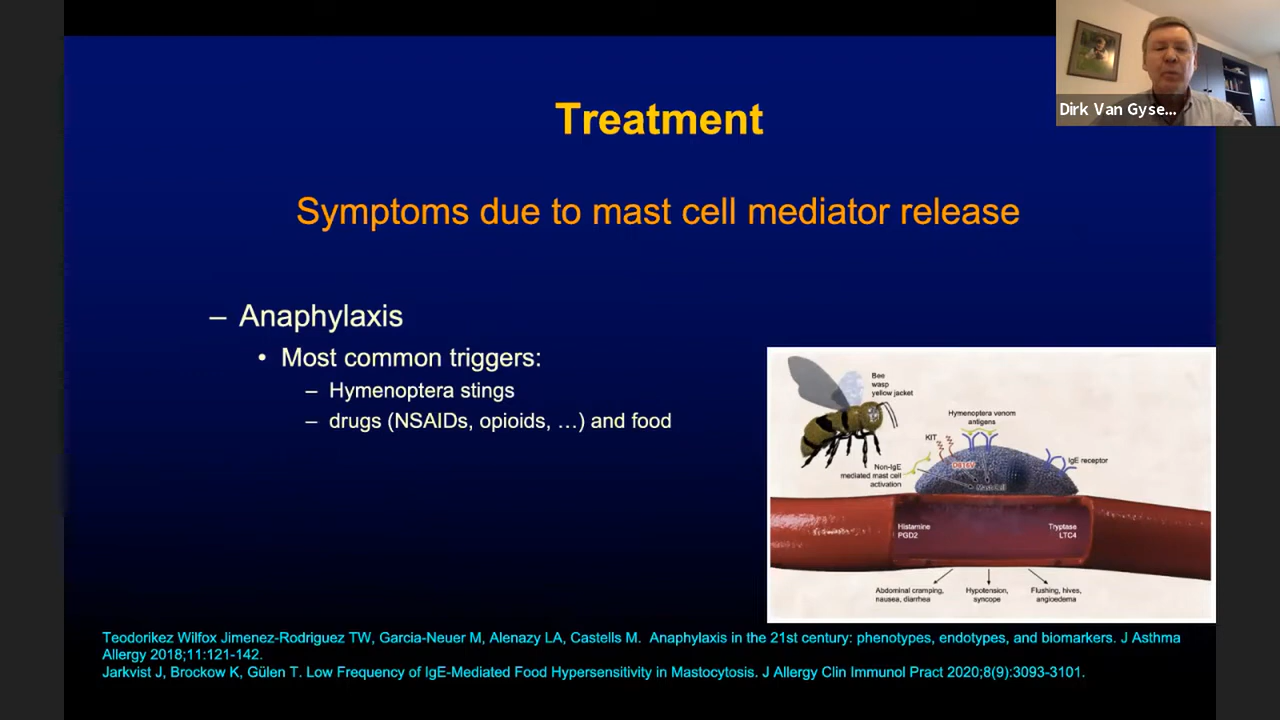 Dirk Van Gyse...
Treatment
Symptoms due to mast cell mediator release
– Anaphylaxis
• Most common triggers:
– Hymenoptera stings
– drugs (NSAIDs, opioids, …) and food
Bee
wasp
yellow jacket
Hymenoptera venom
antigens
KIT
D816V
IgE receptor
Non-IgE
mediated mast cell
activation
Mast Cell
Histamine
PGD2
Tryptase
LTC4
Abdominal cramping,
nausea, diarrhea
Hypotension,
syncope
Flushing, hives,
angioedema
Teodorikez Wilfox Jimenez-Rodriguez TW, Garcia-Neuer M, Alenazy LA, Castells M. Anaphylaxis in the 21st century: phenotypes, endotypes, and biomarkers. J Asthma
Allergy 2018;11:121-142.
Jarkvist J, Brockow K, Gülen T. Low Frequency of IgE-Mediated Food Hypersensitivity in Mastocytosis. J Allergy Clin Immunol Pract 2020;8(9):3093-3101.